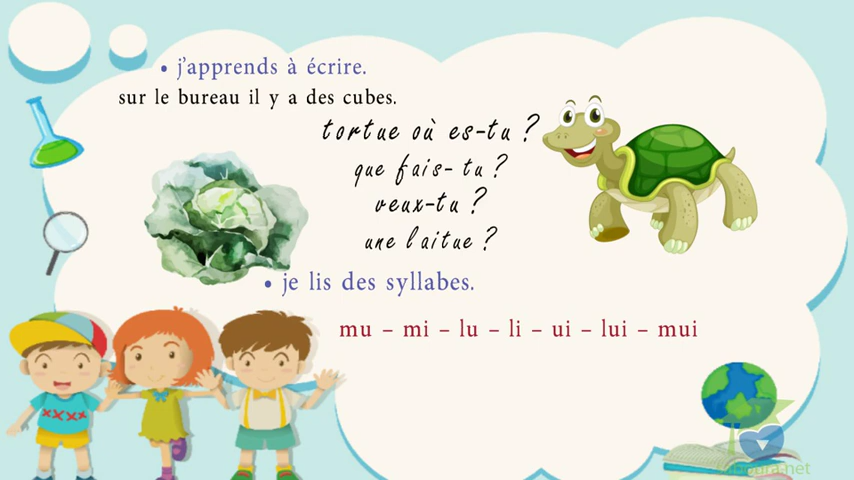 • j'apprends à écrire.
sur le bureau il y a des cubes.
tortue où es-tu ?
que fais- tu ?
veux-tu ?
une laitue ?
• je lis des syllabes.
mu – mi – lu – li – ui – lui – mui